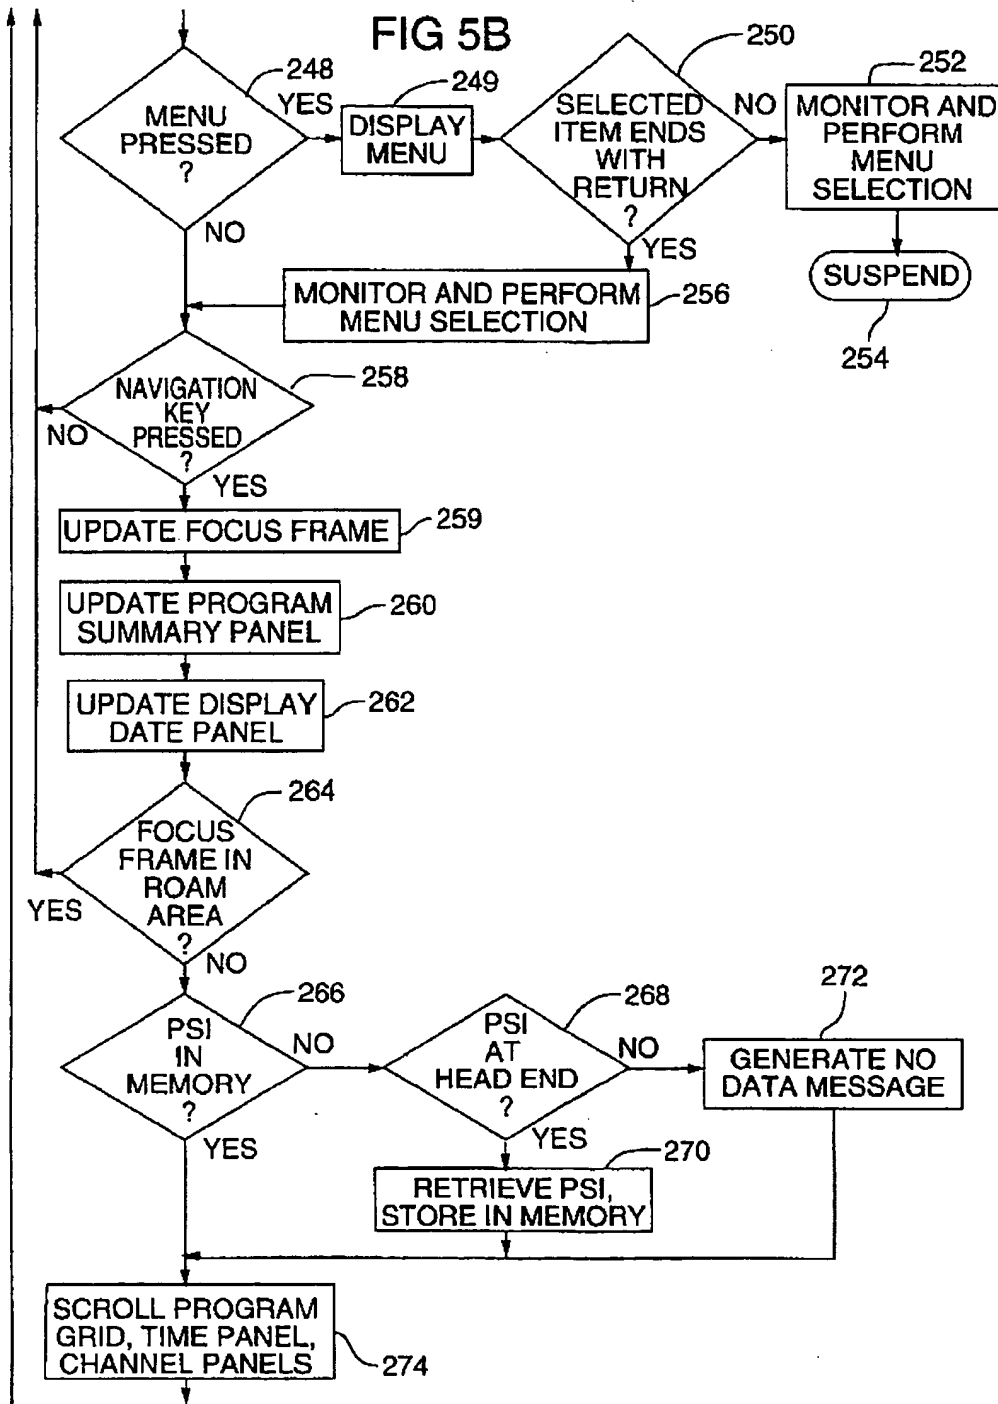 FIG 5B
248
MENU
PRESSED
?
YES
NO
249
DISPLAY
MENU
250
SELECTED
ITEM ENDS
WITH
RETURN
?
NO
YES
252
MONITOR AND
PERFORM
MENU
SELECTION
SUSPEND
254
MONITOR AND PERFORM
MENU SELECTION
256
258
NAVIGATION
KEY
PRESSED
?
NO
YES
UPDATE FOCUS FRAME
259
UPDATE PROGRAM
SUMMARY PANEL
260
UPDATE DISPLAY
DATE PANEL
262
264
FOCUS
FRAME IN
ROAM
AREA
?
YES
NO
266
PSI
IN
MEMORY
?
NO
YES
268
PSI
AT
HEAD END
?
NO
YES
272
GENERATE NO
DATA MESSAGE
270
RETRIEVE PSI,
STORE IN MEMORY
SCROLL PROGRAM
GRID, TIME PANEL,
CHANNEL PANELS
274